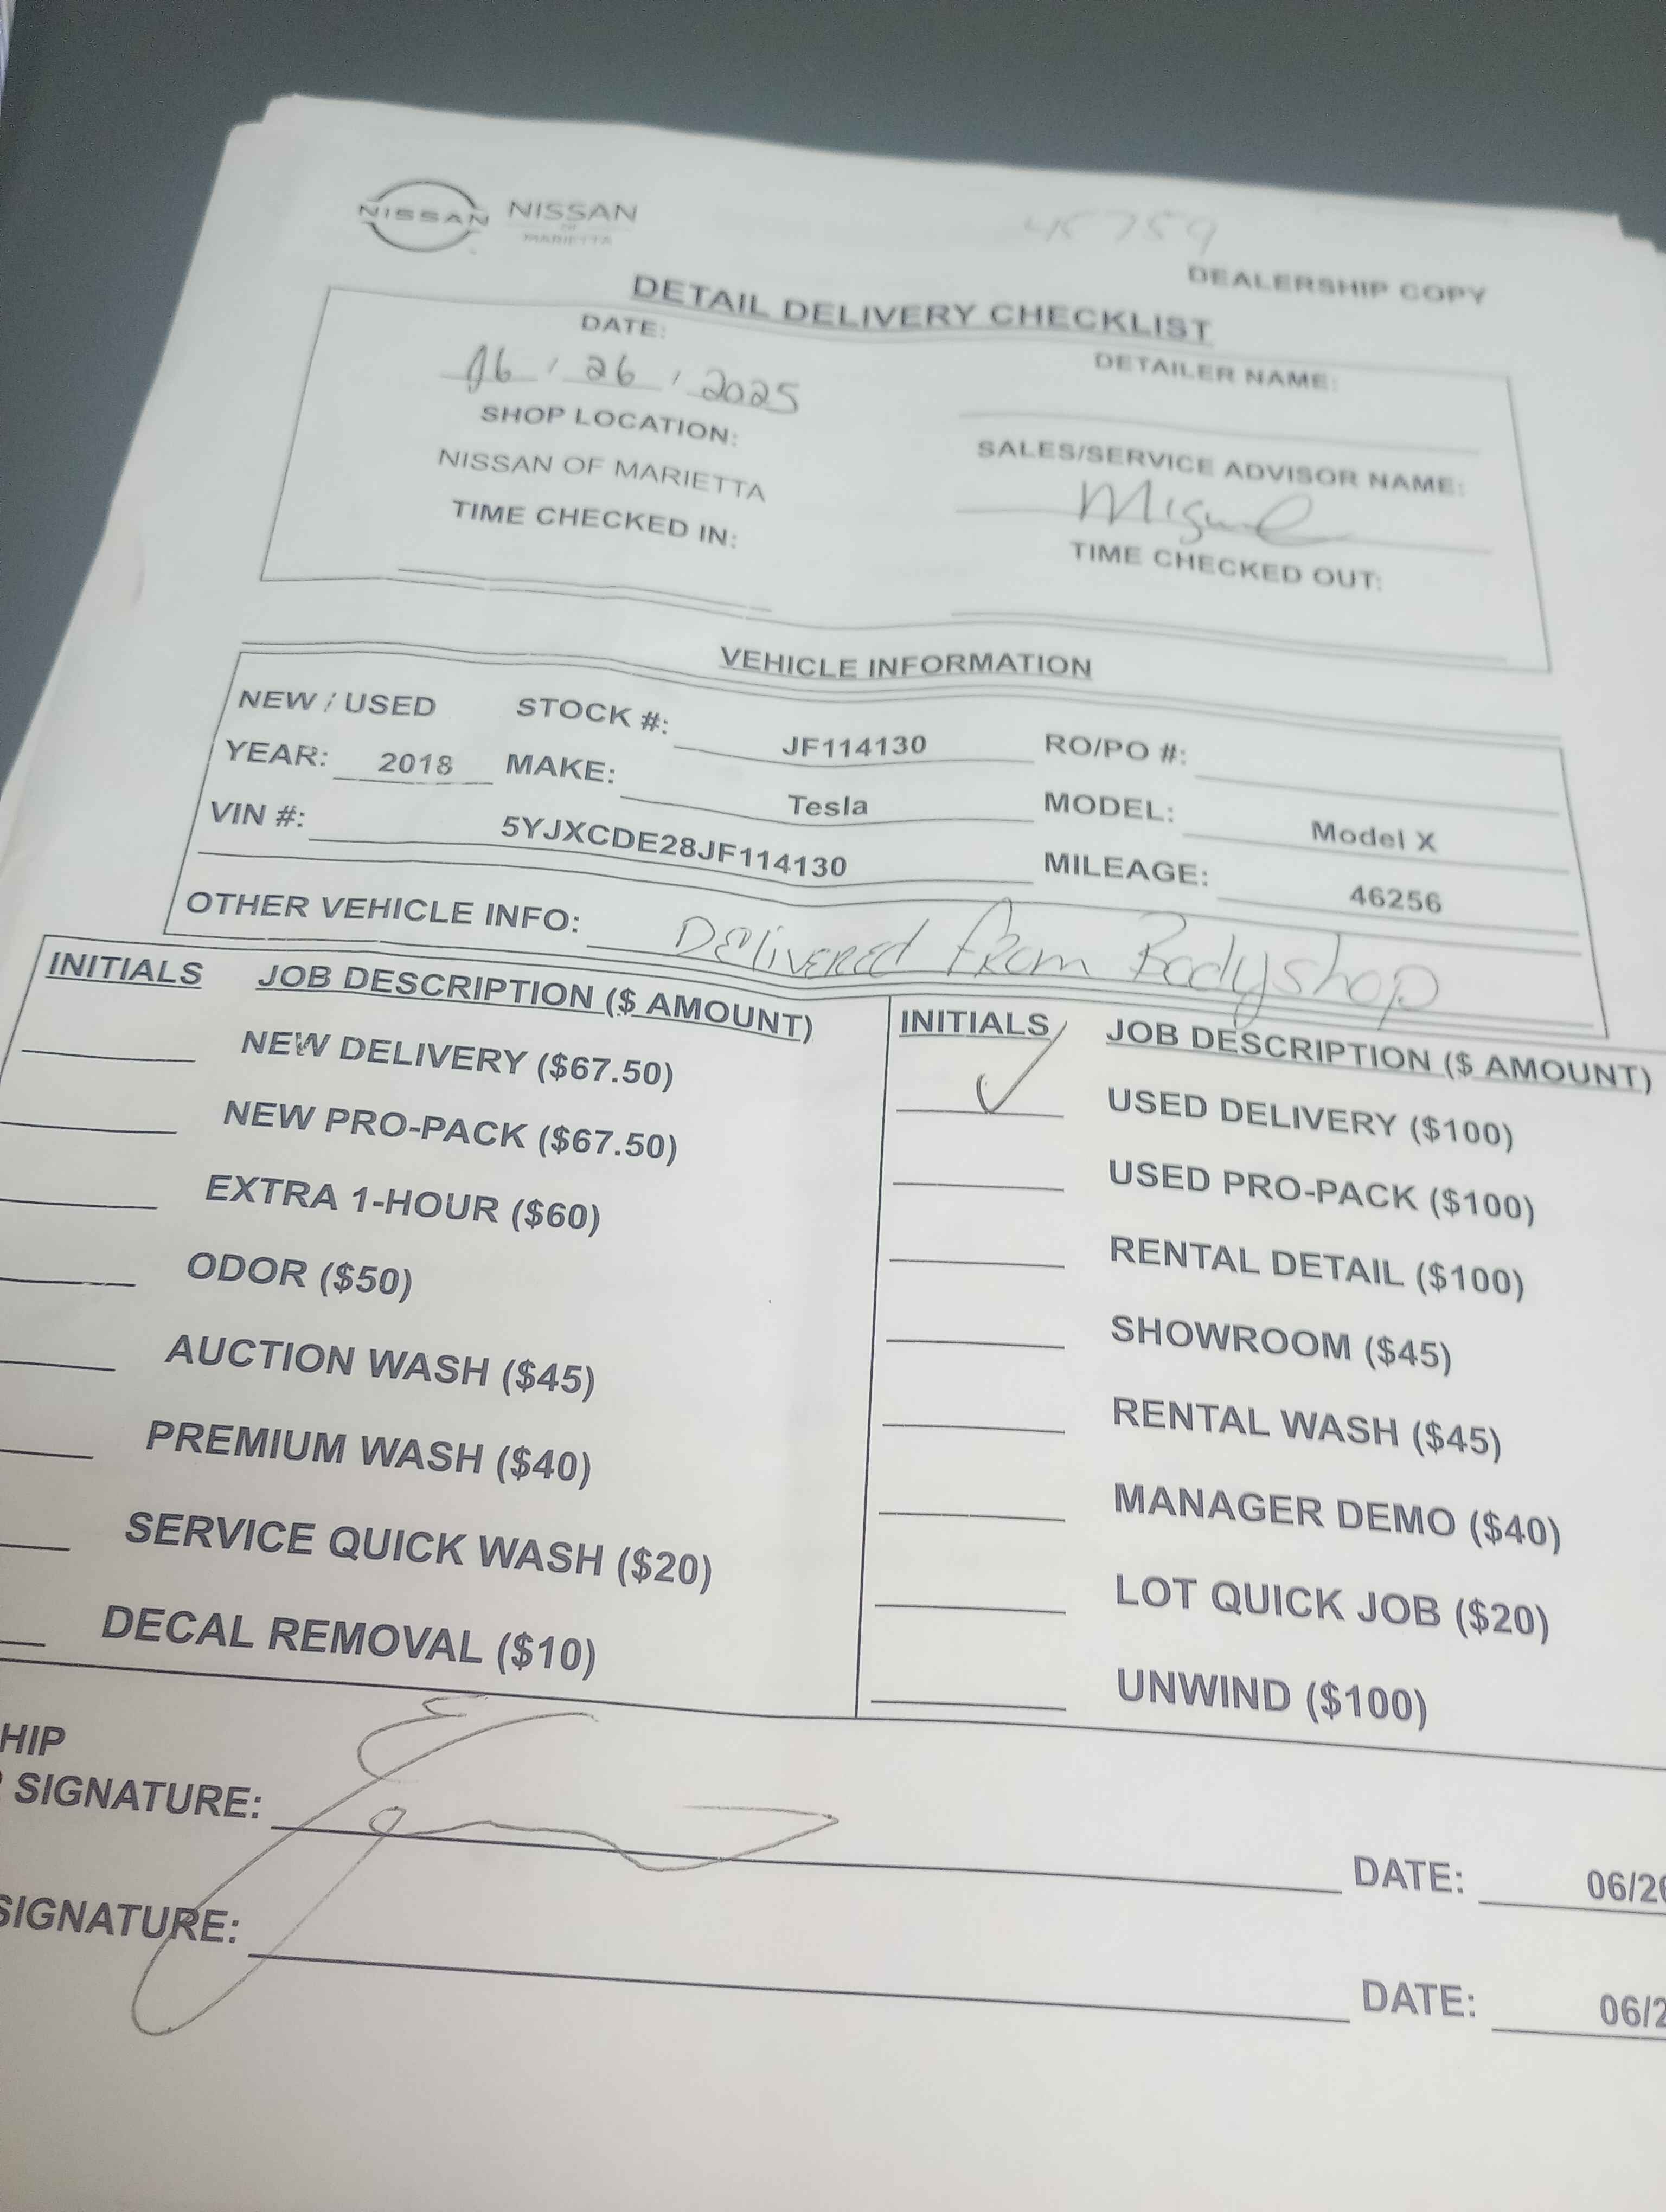 NISSAN NISSAN
OF
MARIETTA
45759
DEALERSHIP COPY
DETAIL DELIVERY CHECKLIST
DATE:
06 / 26 / 2025
DETAILER NAME:
SHOP LOCATION:
NISSAN OF MARIETTA
SALES/SERVICE ADVISOR NAME:
Miguel
TIME CHECKED IN:
TIME CHECKED OUT:
VEHICLE INFORMATION
NEW / USED STOCK #: JF114130 RO/PO #:
YEAR: 2018 MAKE: Tesla MODEL: Model X
VIN #: 5YJXCDE28JF114130 MILEAGE: 46256
OTHER VEHICLE INFO: Delivered from Bodyshop
INITIALS JOB DESCRIPTION ($ AMOUNT)
NEW DELIVERY ($67.50)
NEW PRO-PACK ($67.50)
EXTRA 1-HOUR ($60)
ODOR ($50)
AUCTION WASH ($45)
PREMIUM WASH ($40)
SERVICE QUICK WASH ($20)
DECAL REMOVAL ($10)
INITIALS JOB DESCRIPTION ($ AMOUNT)
✓ USED DELIVERY ($100)
USED PRO-PACK ($100)
RENTAL DETAIL ($100)
SHOWROOM ($45)
RENTAL WASH ($45)
MANAGER DEMO ($40)
LOT QUICK JOB ($20)
UNWIND ($100)
HIP
SIGNATURE: DATE: 06/26
SIGNATURE: DATE: 06/2